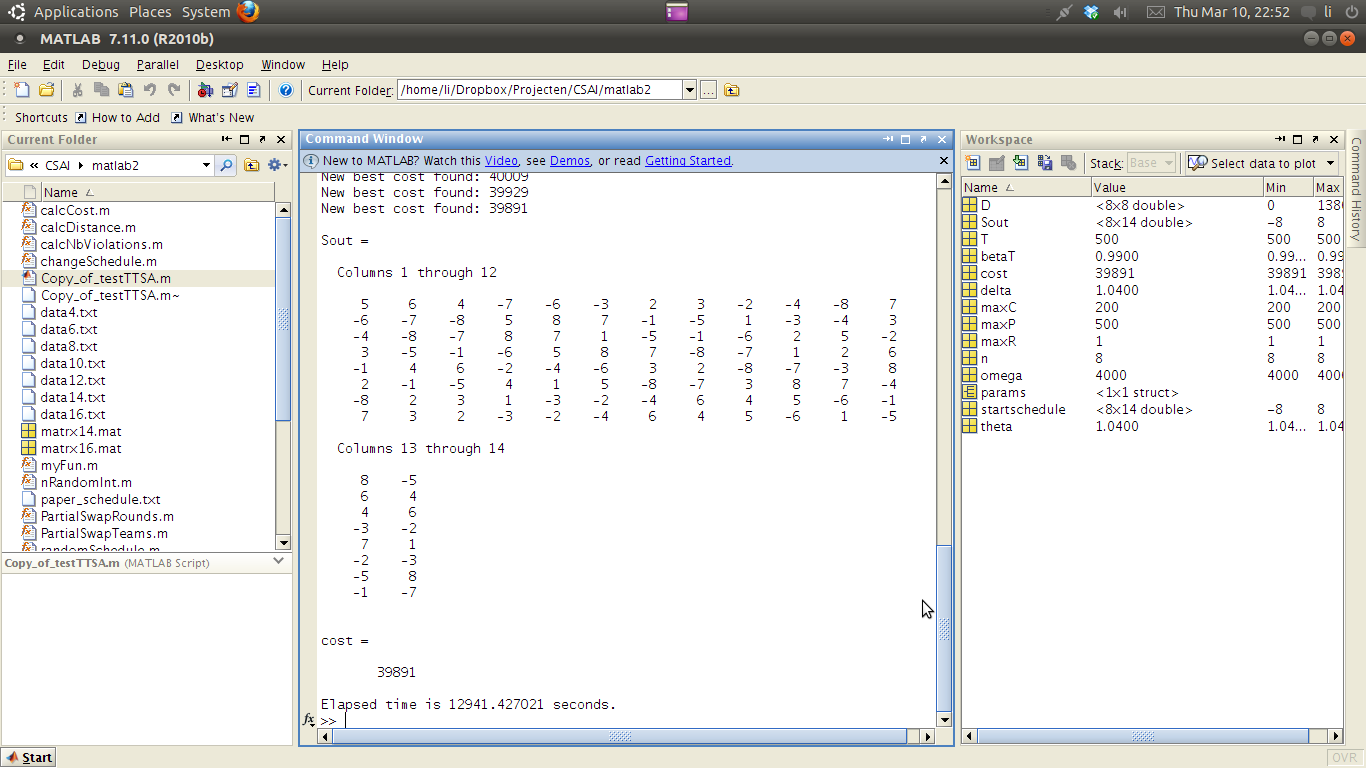 Applications Places System Thu Mar 10, 22:52 li
MATLAB 7.11.0 (R2010b)
File Edit Debug Parallel Desktop Window Help
Current Folder: /home/li/Dropbox/Projecten/CSAI/matlab2 ...
Shortcuts How to Add What's New
Current Folder
« CSAI matlab2
Name
calcCost.m
calcDistance.m
calcNbViolations.m
changeSchedule.m
Copy_of_testTTSA.m
Copy_of_testTTSA.m~
data4.txt
data6.txt
data8.txt
data10.txt
data12.txt
data14.txt
data16.txt
matrx14.mat
matrx16.mat
myFun.m
nRandomInt.m
paper_schedule.txt
PartialSwapRounds.m
PartialSwapTeams.m
randomSchedule.m
Copy_of_testTTSA.m (MATLAB Script)
Command Window
New to MATLAB? Watch this Video, see Demos, or read Getting Started.
New best cost found: 40009
New best cost found: 39929
New best cost found: 39891
Sout =
Columns 1 through 12
5 6 4 -7 -6 -3 2 3 -2 -4 -8 7
-6 -7 -8 5 8 7 -1 -5 1 -3 -4 3
-4 -8 -7 8 7 1 -5 -1 -6 2 5 -2
3 -5 -1 -6 5 8 7 -8 -7 1 2 6
-1 4 6 -2 -4 -6 3 2 -8 -7 -3 8
2 -1 -5 4 1 5 -8 -7 3 8 7 -4
-8 2 3 1 -3 -2 -4 6 4 5 -6 -1
7 3 2 -3 -2 -4 6 4 5 -6 1 -5
Columns 13 through 14
8 -5
6 4
4 6
-3 -2
7 1
-2 -3
-5 8
-1 -7
cost =
39891
Elapsed time is 12941.427021 seconds.
fx >>
Workspace
Stack: Base Select data to plot
Name Value Min Max
D <8x8 double> 0 1380
Sout <8x14 double> -8 8
T 500 500 500
betaT 0.9900 0.99... 0.99
cost 39891 39891 3989
delta 1.0400 1.04... 1.04
maxC 200 200 200
maxP 500 500 500
maxR 1 1 1
n 8 8 8
omega 4000 4000 4000
params <1x1 struct>
startschedule <8x14 double> -8 8
theta 1.0400 1.04... 1.04
Command History
Start OVR